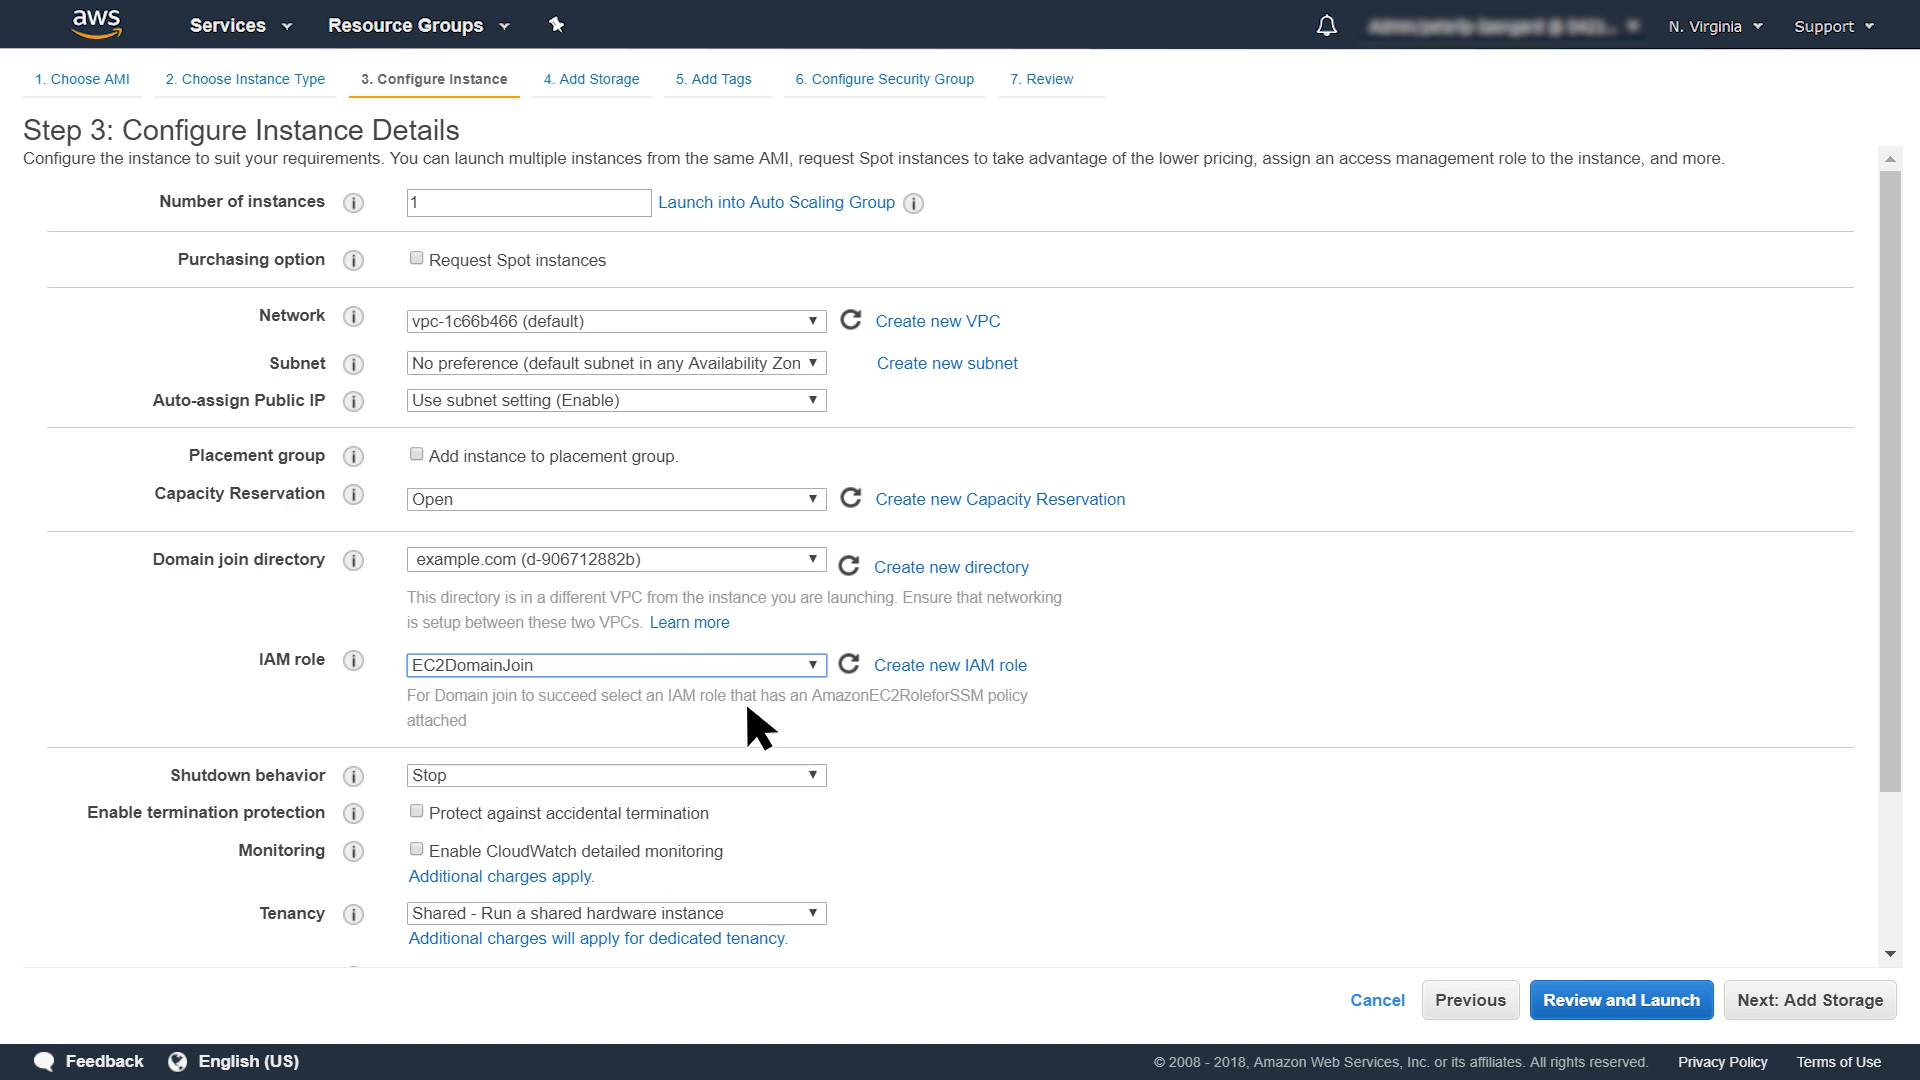 aws Services Resource Groups N. Virginia Support
1. Choose AMI 2. Choose Instance Type 3. Configure Instance 4. Add Storage 5. Add Tags 6. Configure Security Group 7. Review
Step 3: Configure Instance Details
Configure the instance to suit your requirements. You can launch multiple instances from the same AMI, request Spot instances to take advantage of the lower pricing, assign an access management role to the instance, and more.
Number of instances i 1 Launch into Auto Scaling Group i
Purchasing option i Request Spot instances
Network i vpc-1c66b466 (default) Create new VPC
Subnet i No preference (default subnet in any Availability Zon Create new subnet
Auto-assign Public IP i Use subnet setting (Enable)
Placement group i Add instance to placement group.
Capacity Reservation i Open Create new Capacity Reservation
Domain join directory i example.com (d-906712882b) Create new directory
This directory is in a different VPC from the instance you are launching. Ensure that networking
is setup between these two VPCs. Learn more
IAM role i EC2DomainJoin Create new IAM role
For Domain join to succeed select an IAM role that has an AmazonEC2RoleforSSM policy
attached
Shutdown behavior i Stop
Enable termination protection i Protect against accidental termination
Monitoring i Enable CloudWatch detailed monitoring
Additional charges apply.
Tenancy i Shared - Run a shared hardware instance
Additional charges will apply for dedicated tenancy.
Cancel Previous Review and Launch Next: Add Storage
Feedback English (US) © 2008 - 2018, Amazon Web Services, Inc. or its affiliates. All rights reserved. Privacy Policy Terms of Use